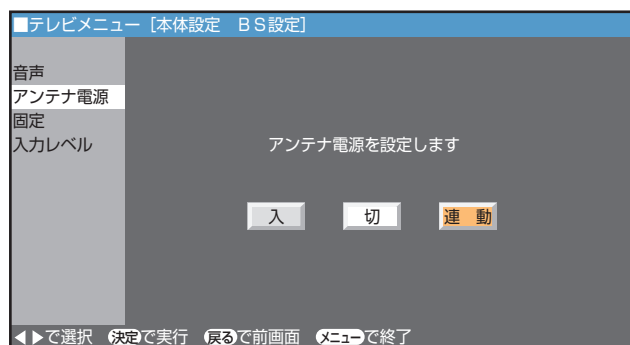 ■テレビメニュー [本体設定 BS設定]
音声
アンテナ電源
固定
入力レベル
アンテナ電源を設定します
入 切 連動
◀▶で選択 決定で実行 戻るで前画面 メニューで終了